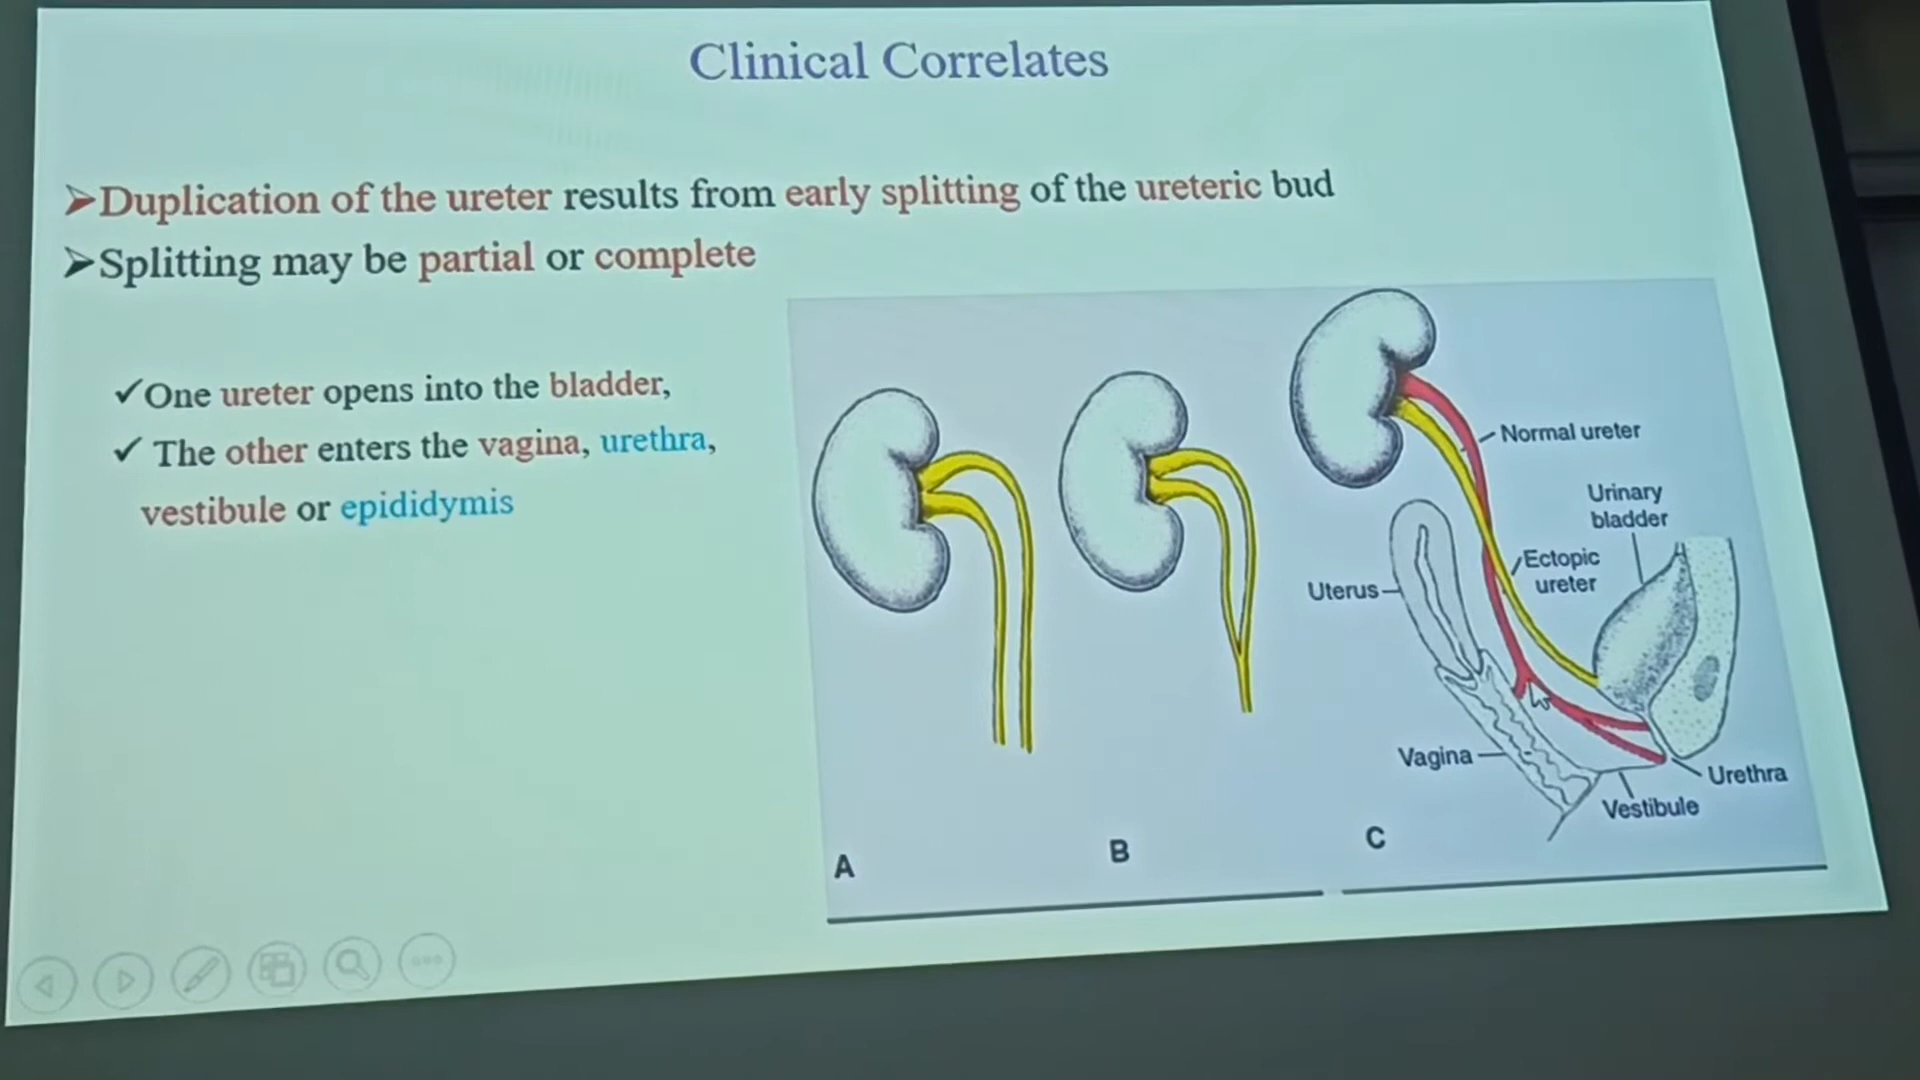 Clinical Correlates
➤Duplication of the ureter results from early splitting of the ureteric bud
➤Splitting may be partial or complete
✓One ureter opens into the bladder,
✓ The other enters the vagina, urethra,
vestibule or epididymis
Normal ureter
Urinary
bladder
Ectopic
ureter
Uterus
Vagina
Urethra
Vestibule
A
B
C